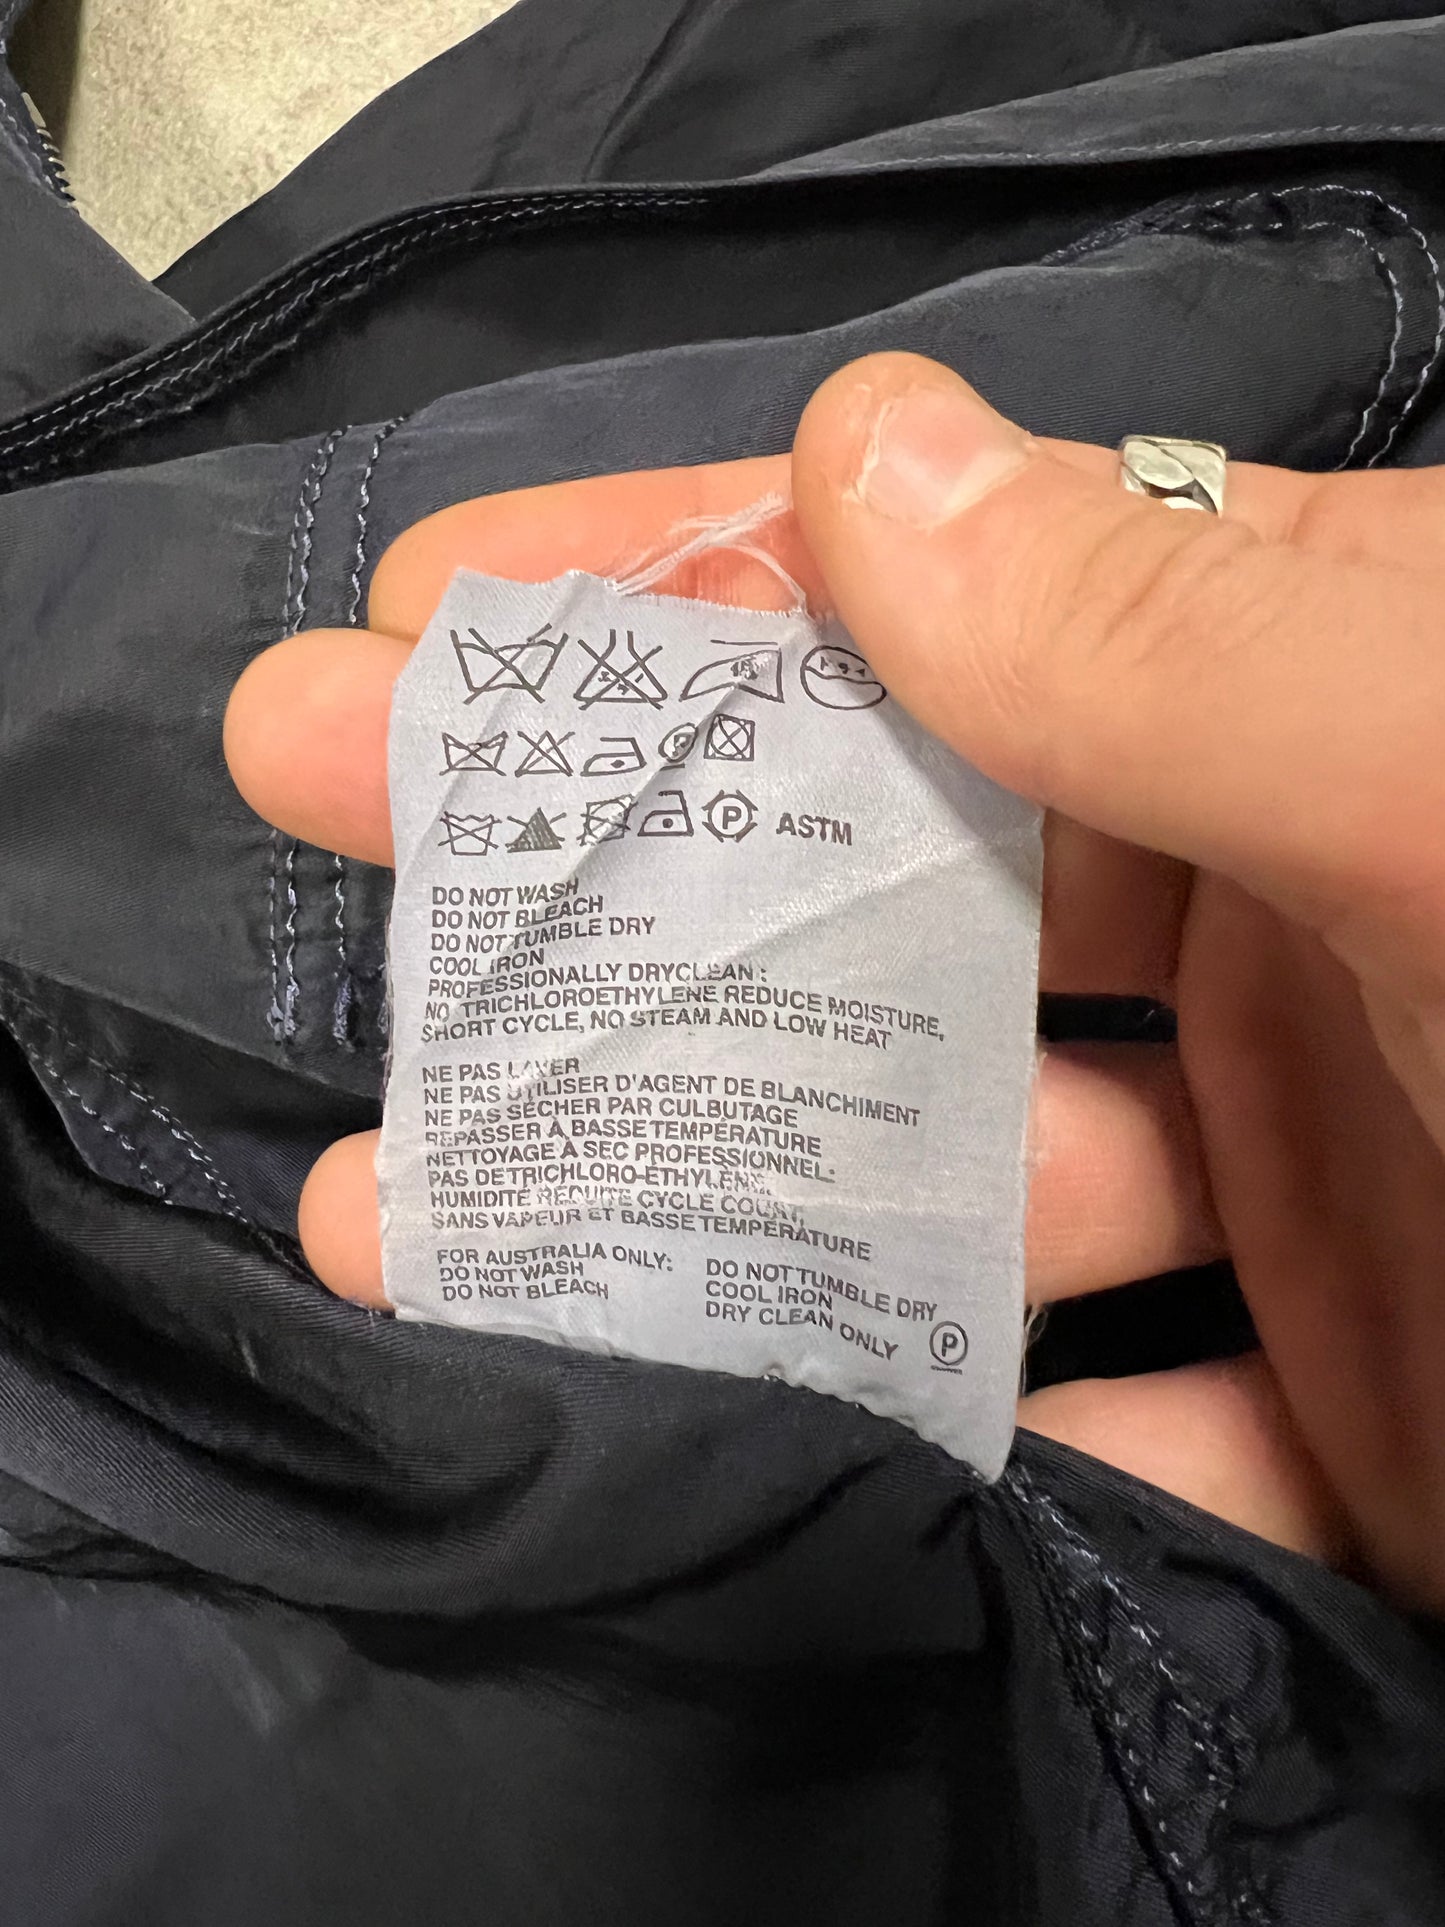 ASTM
DO NOT WASH
DO NOT BLEACH
DO NOT TUMBLE DRY
COOL IRON
PROFESSIONALLY DRYCLEAN :
NO TRICHLOROETHYLENE REDUCE MOISTURE,
SHORT CYCLE, NO STEAM AND LOW HEAT
NE PAS LAVER
NE PAS UTILISER D'AGENT DE BLANCHIMENT
NE PAS SÉCHER PAR CULBUTAGE
REPASSER À BASSE TEMPÉRATURE
NETTOYAGE À SEC PROFESSIONNEL:
PAS DE TRICHLORO-ÉTHYLÈNE,
HUMIDITÉ RÉDUITE CYCLE COURT,
SANS VAPEUR ET BASSE TEMPÉRATURE
FOR AUSTRALIA ONLY:
DO NOT WASH
DO NOT BLEACH
DO NOT TUMBLE DRY
COOL IRON
DRY CLEAN ONLY
P